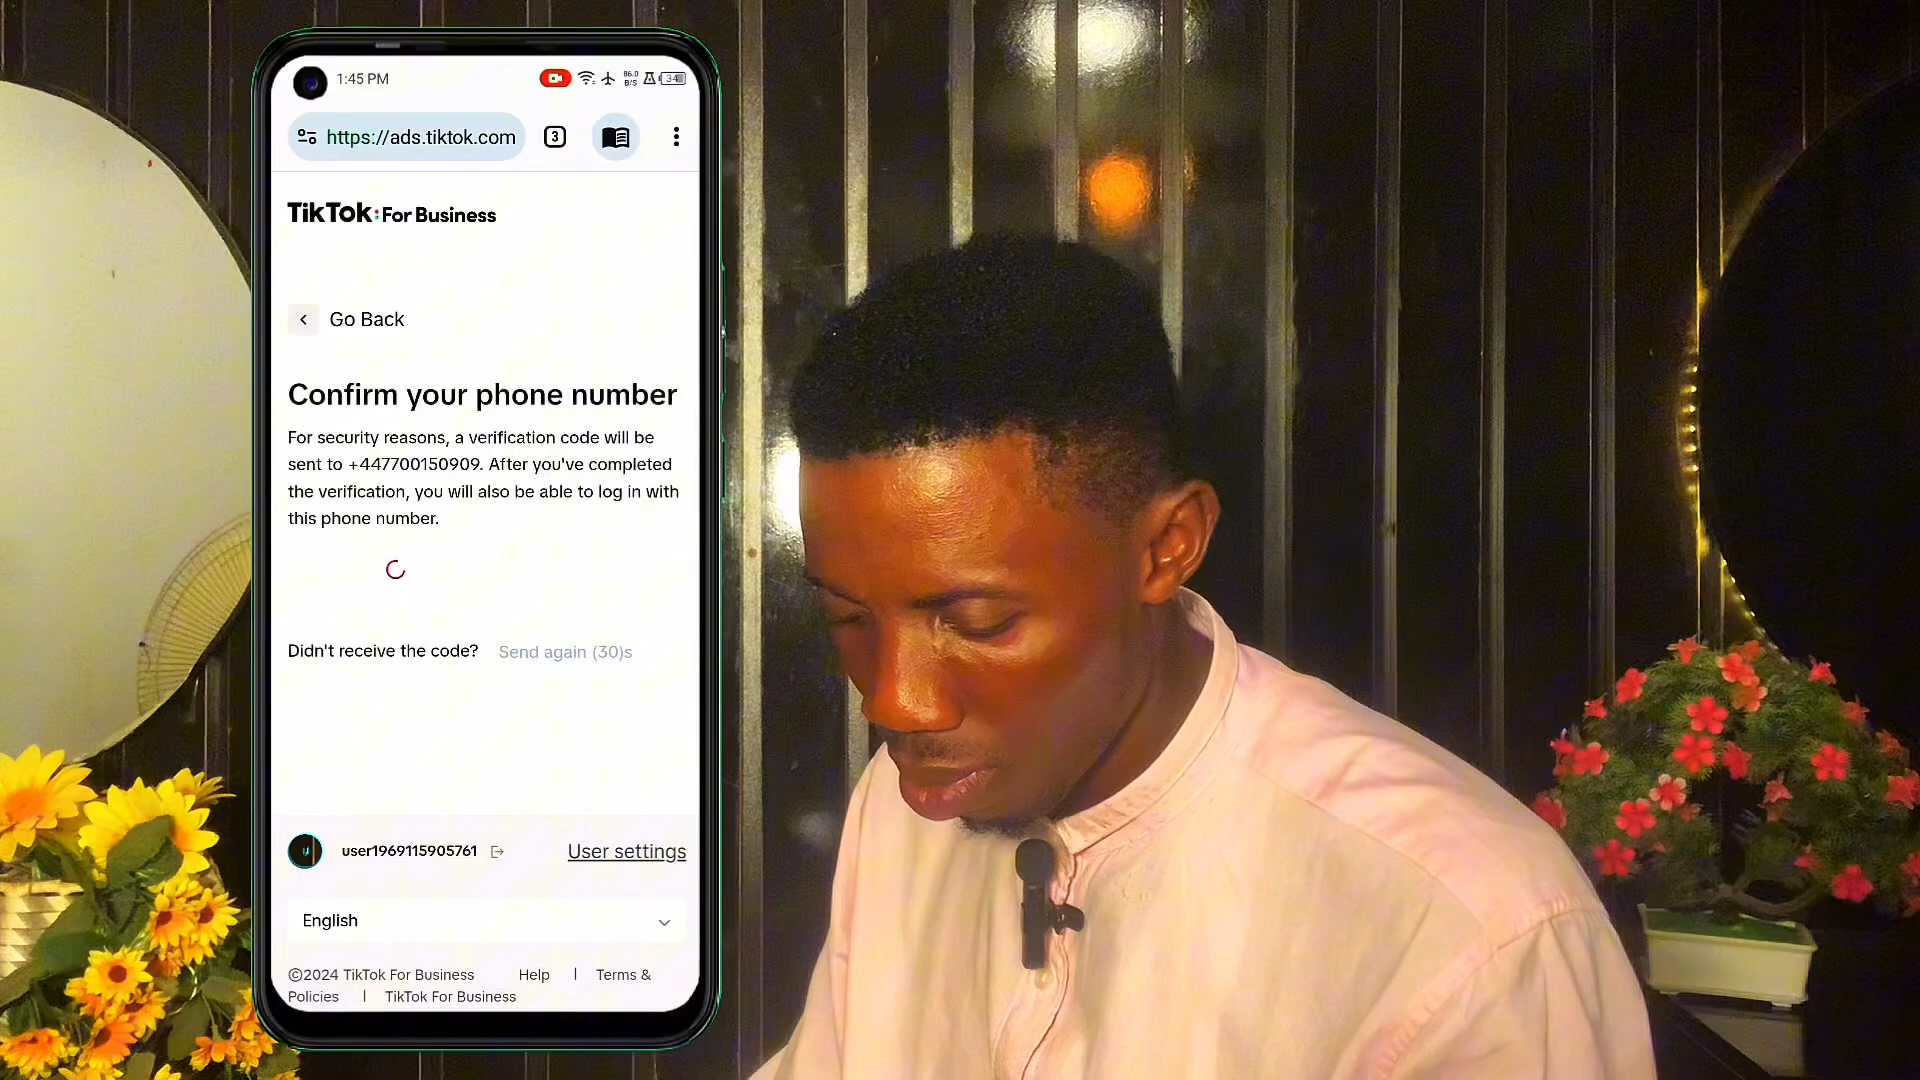 1:45 PM
86.0
B/S
34
https://ads.tiktok.com
3
TikTok: For Business
Go Back
Confirm your phone number
For security reasons, a verification code will be
sent to +447700150909. After you've completed
the verification, you will also be able to log in with
this phone number.
Didn't receive the code? Send again (30)s
user1969115905761
User settings
English
©2024 TikTok For Business Help | Terms &
Policies | TikTok For Business